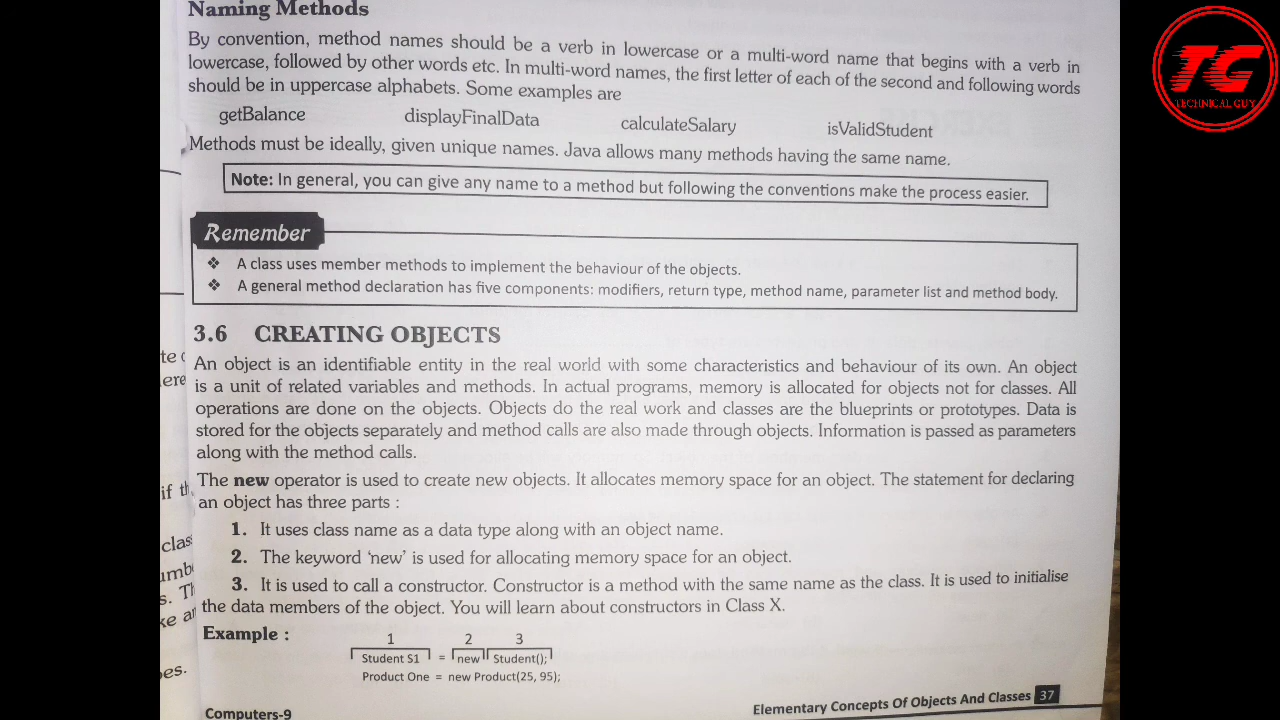 Naming Methods
By convention, method names should be a verb in lowercase or a multi-word name that begins with a verb in
lowercase, followed by other words etc. In multi-word names, the first letter of each of the second and following words
should be in uppercase alphabets. Some examples are
getBalance displayFinalData calculateSalary isValidStudent
Methods must be ideally, given unique names. Java allows many methods having the same name.
Note: In general, you can give any name to a method but following the conventions make the process easier.
Remember
❖ A class uses member methods to implement the behaviour of the objects.
❖ A general method declaration has five components: modifiers, return type, method name, parameter list and method body.
3.6 CREATING OBJECTS
An object is an identifiable entity in the real world with some characteristics and behaviour of its own. An object
is a unit of related variables and methods. In actual programs, memory is allocated for objects not for classes. All
operations are done on the objects. Objects do the real work and classes are the blueprints or prototypes. Data is
stored for the objects separately and method calls are also made through objects. Information is passed as parameters
along with the method calls.
The new operator is used to create new objects. It allocates memory space for an object. The statement for declaring
an object has three parts :
1. It uses class name as a data type along with an object name.
2. The keyword ‘new’ is used for allocating memory space for an object.
3. It is used to call a constructor. Constructor is a method with the same name as the class. It is used to initialise
the data members of the object. You will learn about constructors in Class X.
Example :
1 2 3
Student S1 = new Student();
Product One = new Product(25, 95);
Computers-9
Elementary Concepts Of Objects And Classes 37
TG
TECHNICAL GUY